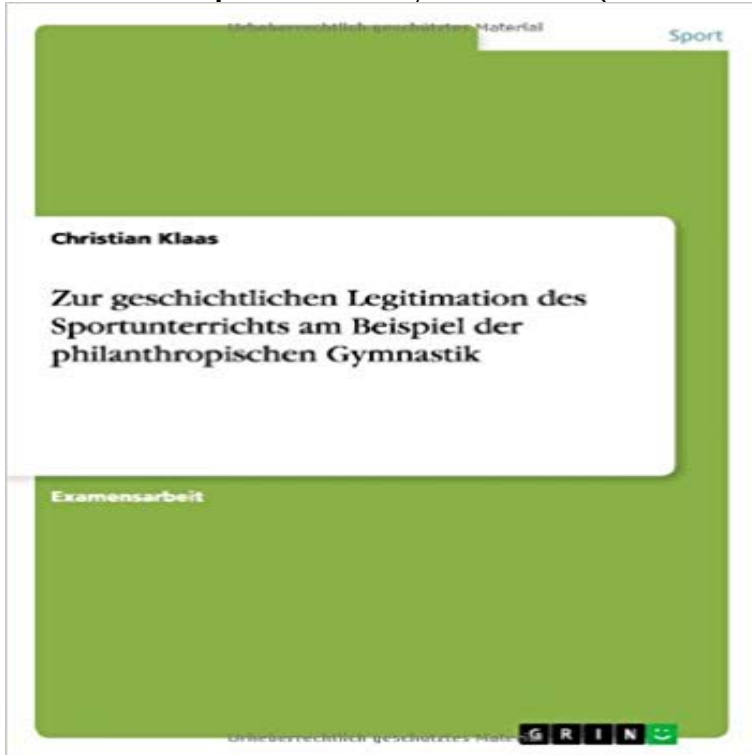 Urheberrechtlich geschütztes Material
Sport
Christian Klaas
Zur geschichtlichen Legitimation des
Sportunterrichts am Beispiel der
philanthropischen Gymnastik
Examensarbeit
Urheberrechtlich geschütztes
GRIN